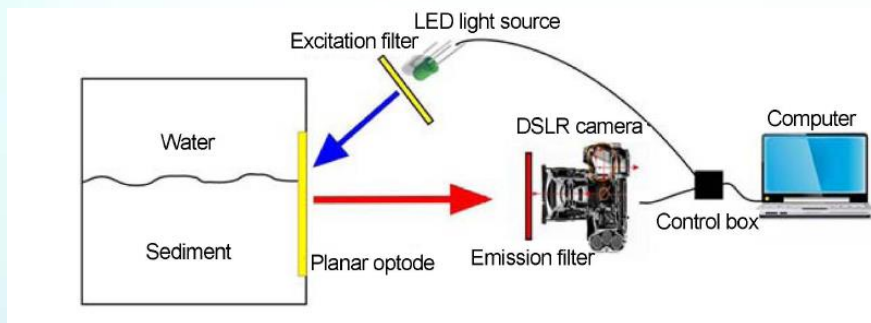 LED light source
Excitation filter
DSLR camera
Computer
Water
Control box
Sediment
Planar optode
Emission filter